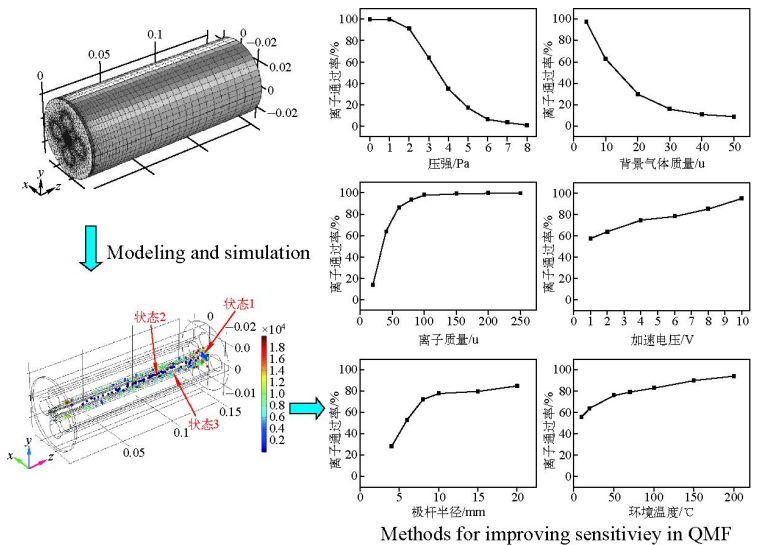 0.1
0
−0.02
0.05
0.02
0
0
−0.02
y
x
z
Modeling and simulation
状态1
状态2
0
−0.02
×10⁴
0
1.8
1.6
1.4
−0.01
1.2
1.0
0.15
0.8
0.1
0.6
状态3
0.4
0.05
0.2
y
x
z
离子通过率/%
100
80
60
40
20
0
0 1 2 3 4 5 6 7 8
压强/Pa
离子通过率/%
100
80
60
40
20
0
0 10 20 30 40 50
背景气体质量/u
离子通过率/%
100
80
60
40
20
0
50 100 150 200 250
离子质量/u
离子通过率/%
100
80
60
40
20
0
0 1 2 3 4 5 6 2 8 9 10
加速电压/V
离子通过率/%
100
80
60
40
20
0
5 10 15 20
极杆半径/mm
离子通过率/%
100
80
60
40
20
0
0 50 100 150 200
环境温度/℃
Methods for improving sensitiviey in QMF